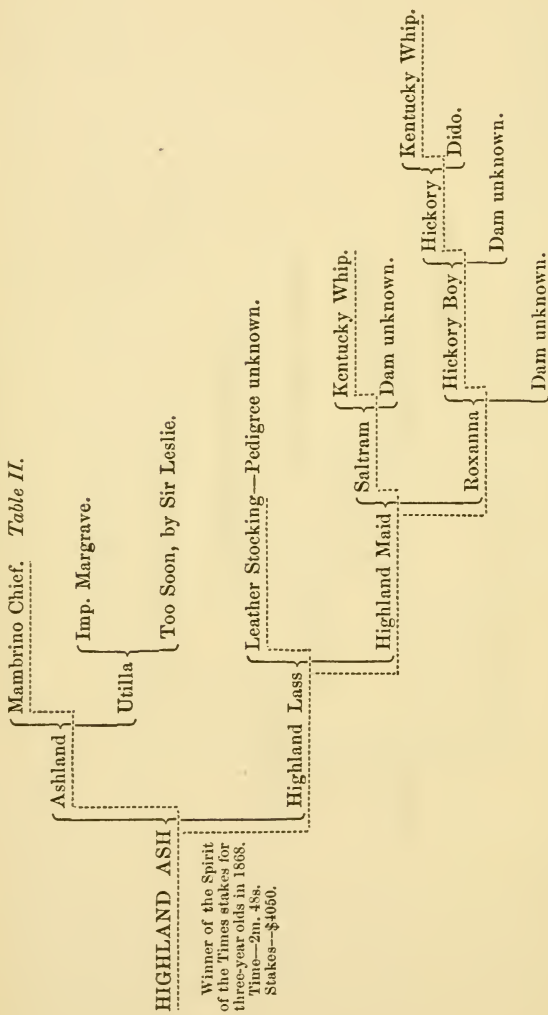 Mambrino Chief. Table II.
Ashland
Imp. Margrave.
Utilla
Too Soon, by Sir Leslie.
HIGHLAND ASH
Winner of the Spirit
of the Times stakes for
three-year olds in 1868.
Time—2m. 48s.
Stakes--$4050.
Leather Stocking—Pedigree unknown.
Highland Lass
Kentucky Whip.
Saltram
Dam unknown.
Highland Maid
Kentucky Whip.
Hickory
Dido.
Hickory Boy
Dam unknown.
Roxanna
Dam unknown.